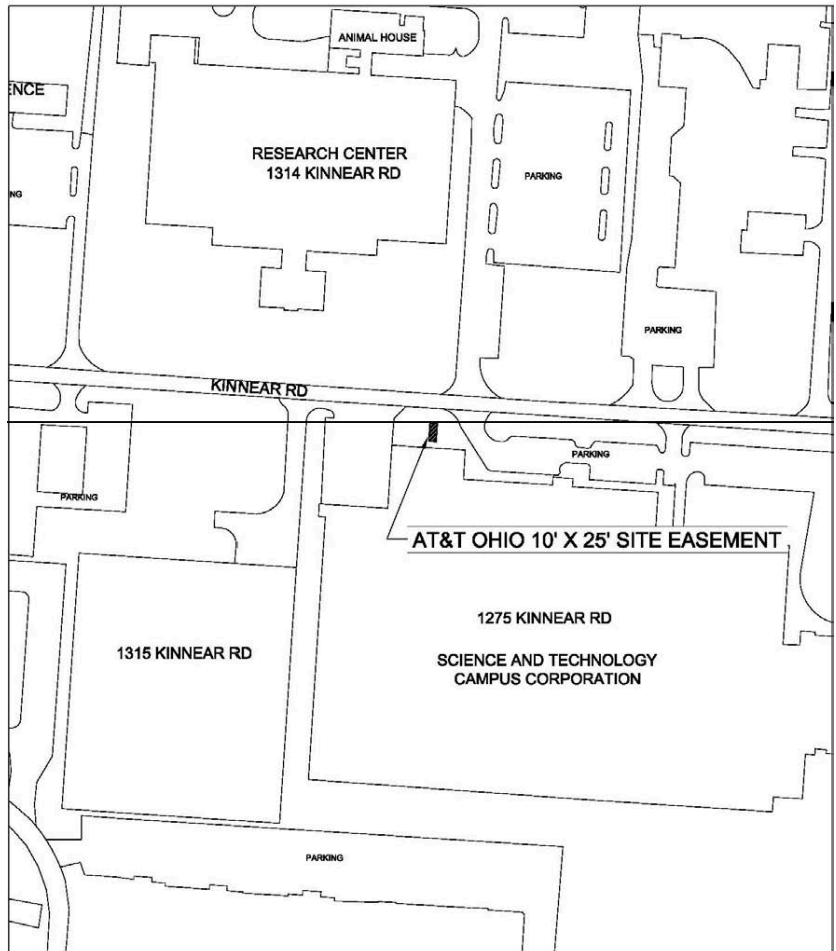 ANIMAL HOUSE
ENCE
RESEARCH CENTER
1314 KINNEAR RD
PARKING
NG
PARKING
KINNEAR RD
PARKING
PARKING
AT&T OHIO 10' X 25' SITE EASEMENT
1275 KINNEAR RD
1315 KINNEAR RD
SCIENCE AND TECHNOLOGY
CAMPUS CORPORATION
PARKING